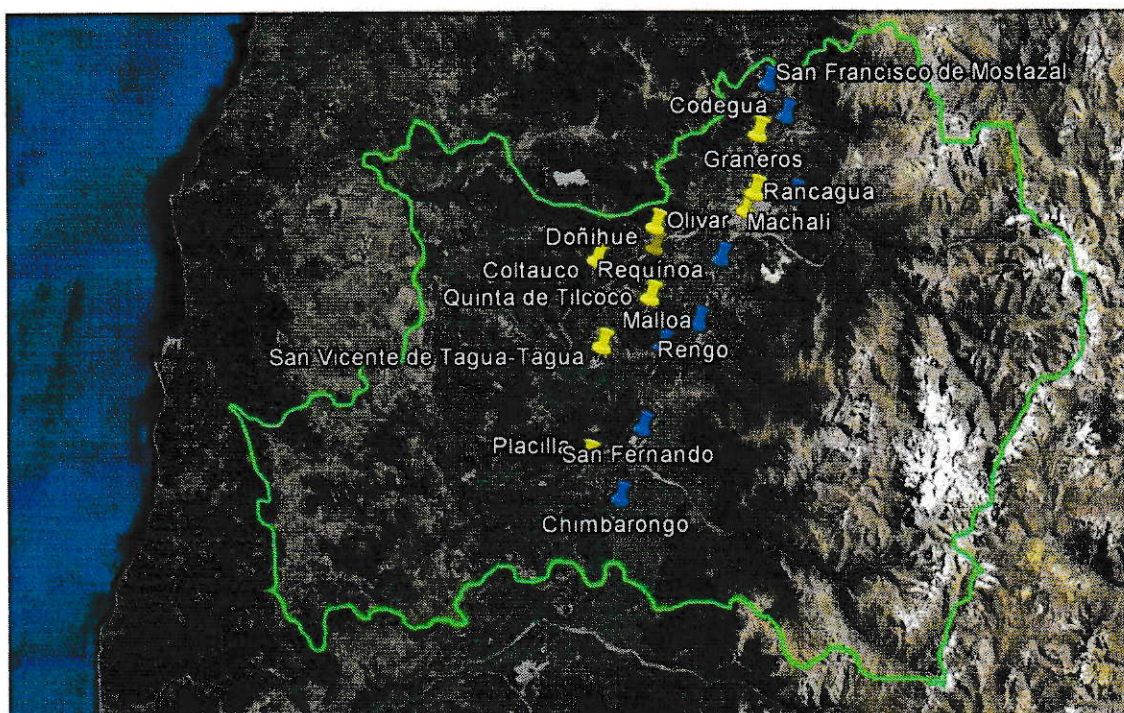 San Francisco de Mostazal
Codegua
Graneros
Rancagua
Olivar
Machali
Doñihue
Coltauco
Requinoa
Quinta de Tilcoco
Malloa
San Vicente de Tagua-Tagua
Rengo
Placilla
San Fernando
Chimbarongo